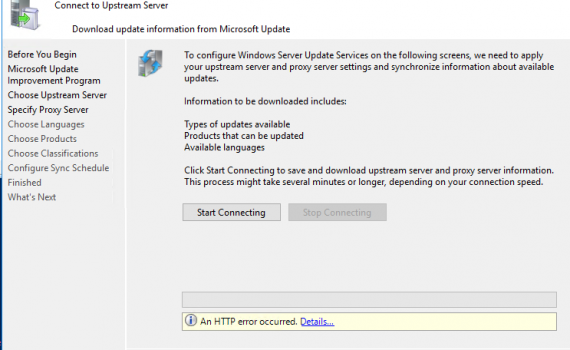 Connect to Upstream Server
Download update information from Microsoft Update
Before You Begin
Microsoft Update
Improvement Program
Choose Upstream Server
Specify Proxy Server
Choose Languages
Choose Products
Choose Classifications
Configure Sync Schedule
Finished
What's Next
To configure Windows Server Update Services on the following screens, we need to apply
your upstream server and proxy server settings and synchronize information about available
updates.
Information to be downloaded includes:
Types of updates available
Products that can be updated
Available languages
Click Start Connecting to save and download upstream server and proxy server information.
This process might take several minutes or longer, depending on your connection speed.
Start Connecting
Stop Connecting
An HTTP error occurred. Details...